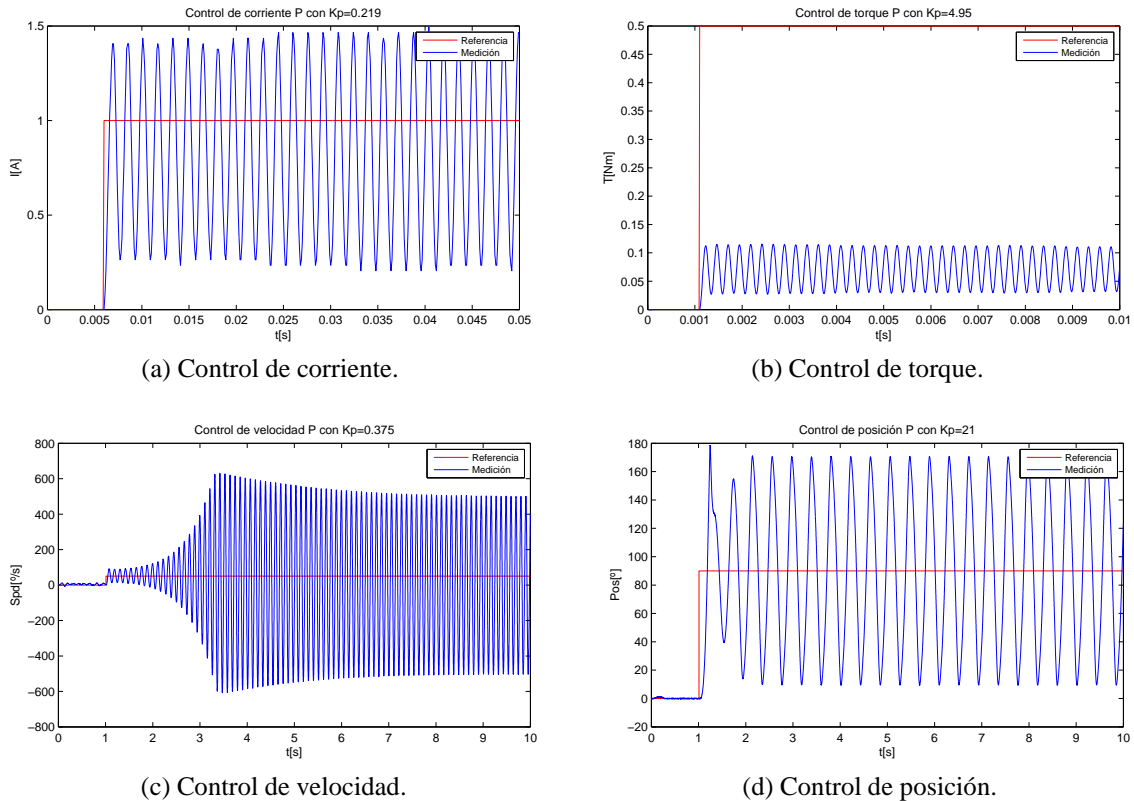 Control de corriente P con Kp=0.219
1.5
1
0.5
0
I[A]
Referencia
Medición
0 0.005 0.01 0.015 0.02 0.025 0.03 0.035 0.04 0.045 0.05
t[s]
(a) Control de corriente.
Control de torque P con Kp=4.95
0.5
0.45
0.4
0.35
0.3
0.25
0.2
0.15
0.1
0.05
0
T[Nm]
Referencia
Medición
0 0.001 0.002 0.003 0.004 0.005 0.006 0.007 0.008 0.009 0.01
t[s]
(b) Control de torque.
Control de velocidad P con Kp=0.375
800
600
400
200
0
−200
−400
−600
−800
Spd[º/s]
Referencia
Medición
0 1 2 3 4 5 6 7 8 9 10
t[s]
(c) Control de velocidad.
Control de posición P con Kp=21
180
160
140
120
100
80
60
40
20
0
−20
Pos[º]
Referencia
Medición
0 1 2 3 4 5 6 7 8 9 10
t[s]
(d) Control de posición.